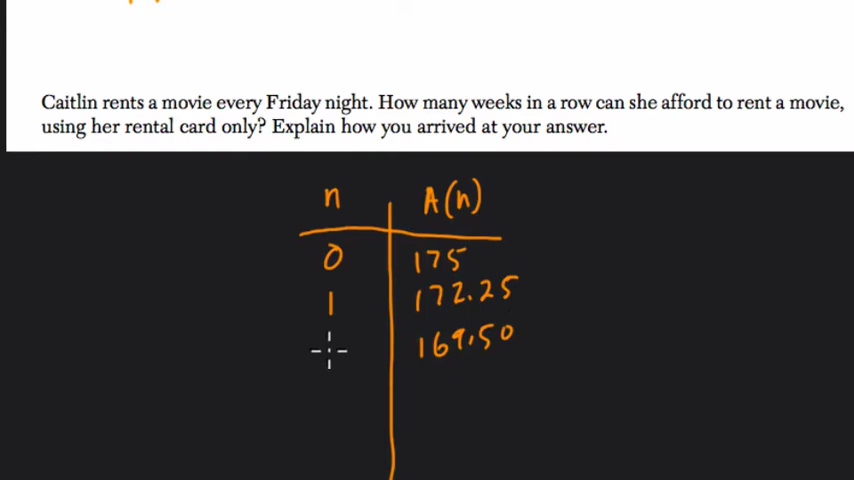 Caitlin rents a movie every Friday night. How many weeks in a row can she afford to rent a movie,
using her rental card only? Explain how you arrived at your answer.
n A(n)
0 175
1 172.25
169.50